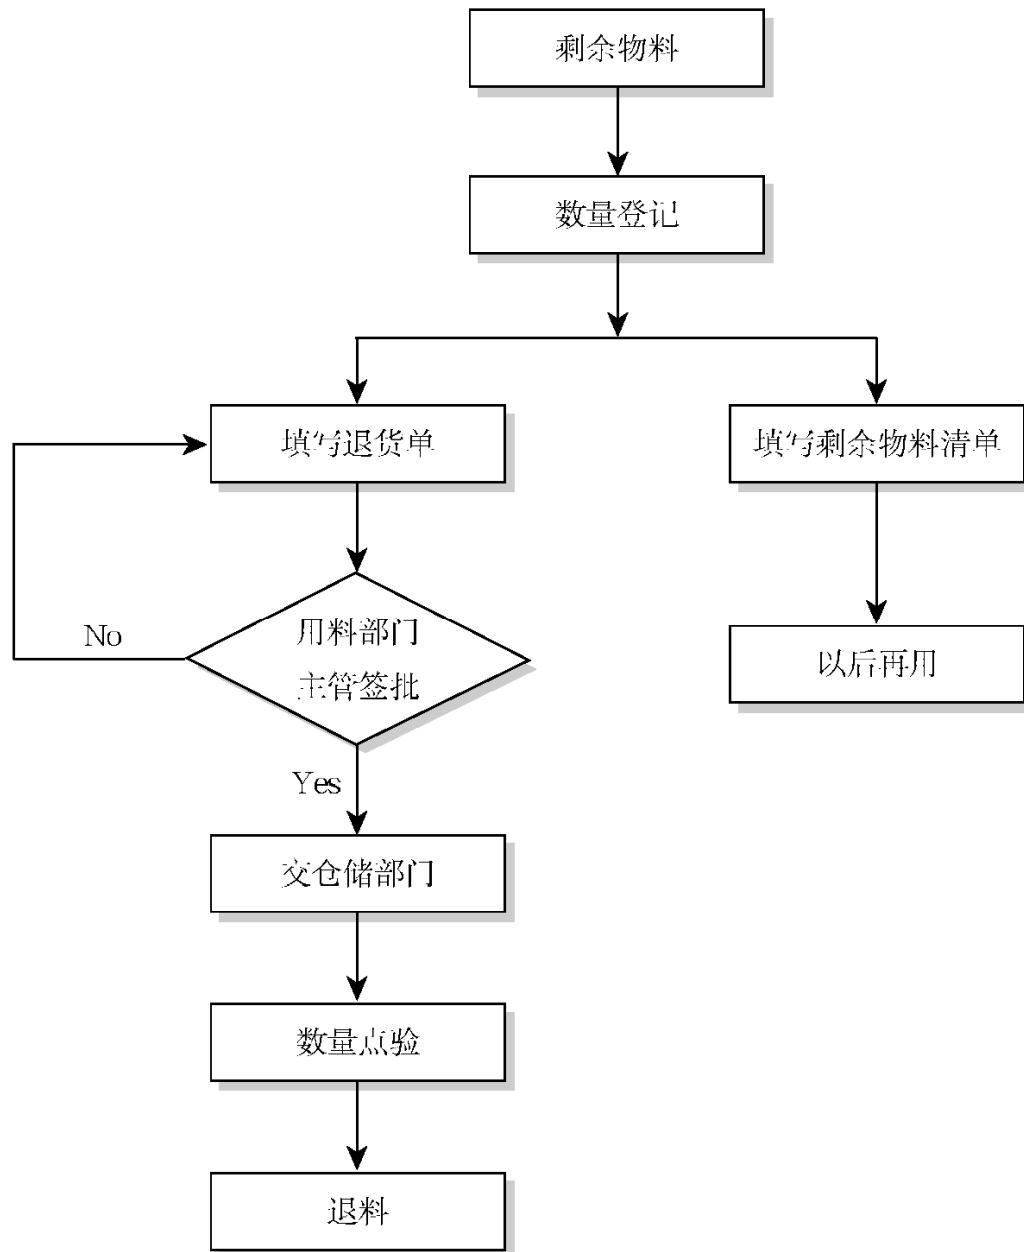 剩余物料
数量登记
填写退货单
填写剩余物料清单
用料部门
主管签批
No
以后再用
Yes
交仓储部门
数量点验
退料